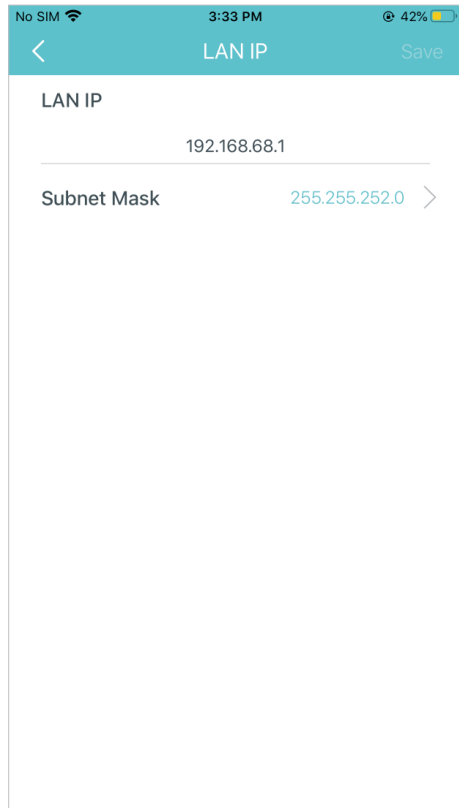 No SIM 3:33 PM 42%
LAN IP Save
LAN IP
192.168.68.1
Subnet Mask 255.255.252.0